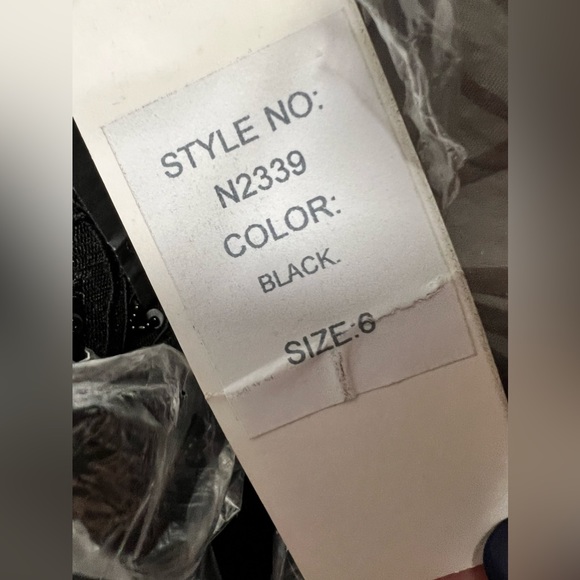 STYLE NO:
N2339
COLOR:
BLACK.
SIZE:6